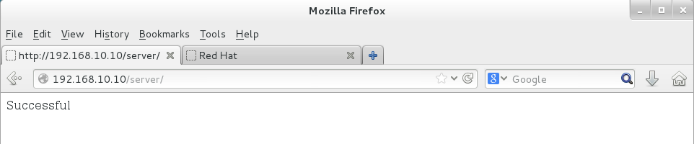 Mozilla Firefox
File Edit View History Bookmarks Tools Help
http://192.168.10.10/server/ Red Hat
192.168.10.10/server/ Google
Successful